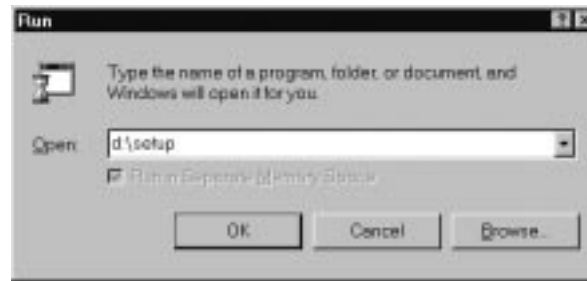 Run
Type the name of a program, folder, or document, and
Windows will open it for you.
Open:
d:\setup
Run in Separate Memory Space
OK
Cancel
Browse...